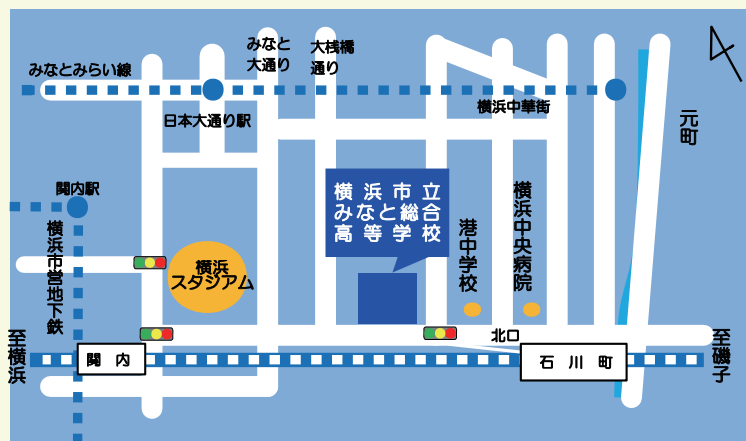 みなとみらい線
みなと
大通り
大桟橋
通り
日本大通り駅
横浜中華街
元町
関内駅
横浜市営地下鉄
横浜
スタジアム
横浜市立
みなと総合
高等学校
港中学校
横浜中央病院
北口
至横浜
関内
石川町
至磯子